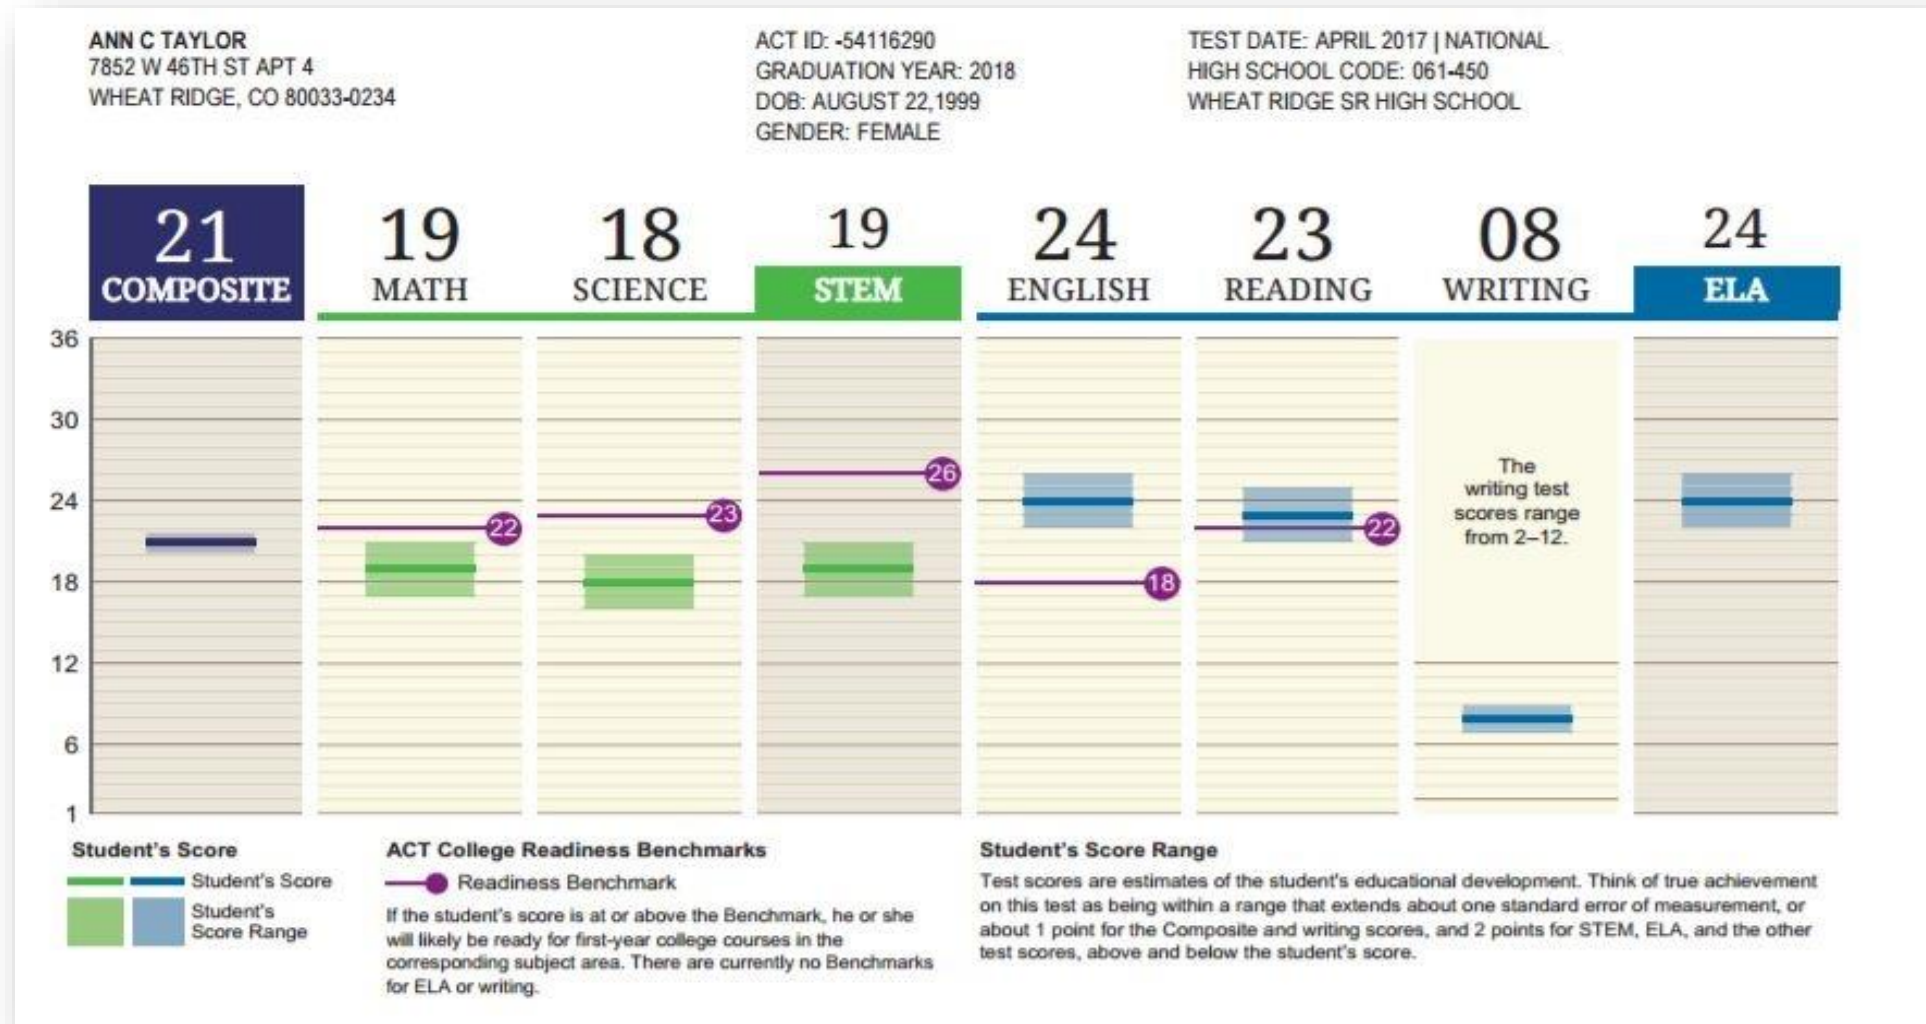 ANN C TAYLOR
7852 W 46TH ST APT 4
WHEAT RIDGE, CO 80033-0234
ACT ID: -54116290
GRADUATION YEAR: 2018
DOB: AUGUST 22,1999
GENDER: FEMALE
TEST DATE: APRIL 2017 | NATIONAL
HIGH SCHOOL CODE: 061-450
WHEAT RIDGE SR HIGH SCHOOL
21
COMPOSITE
19
MATH
18
SCIENCE
19
STEM
24
ENGLISH
23
READING
08
WRITING
24
ELA
36
30
24
18
12
6
1
22
23
26
18
22
The
writing test
scores range
from 2–12.
Student's Score
Student's Score
Student's
Score Range
ACT College Readiness Benchmarks
Readiness Benchmark
If the student's score is at or above the Benchmark, he or she
will likely be ready for first-year college courses in the
corresponding subject area. There are currently no Benchmarks
for ELA or writing.
Student's Score Range
Test scores are estimates of the student's educational development. Think of true achievement
on this test as being within a range that extends about one standard error of measurement, or
about 1 point for the Composite and writing scores, and 2 points for STEM, ELA, and the other
test scores, above and below the student's score.